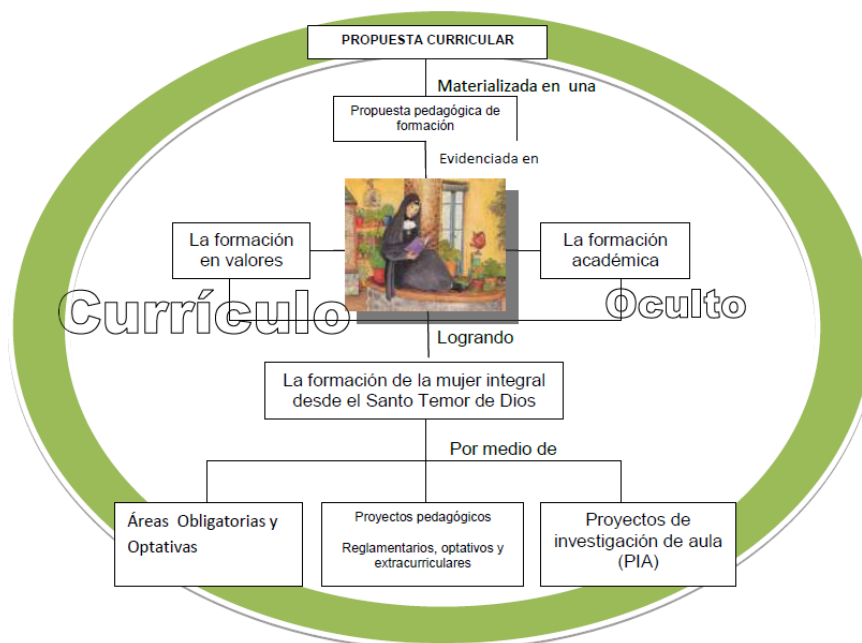 PROPUESTA CURRICULAR
Materializada en una
Propuesta pedagógica de
formación
Evidenciada en
La formación
en valores
La formación
académica
Currículo
Oculto
Logrando
La formación de la mujer integral
desde el Santo Temor de Dios
Por medio de
Áreas Obligatorias y
Optativas
Proyectos pedagógicos
Reglamentarios, optativos y
extracurriculares
Proyectos de
investigación de aula
(PIA)